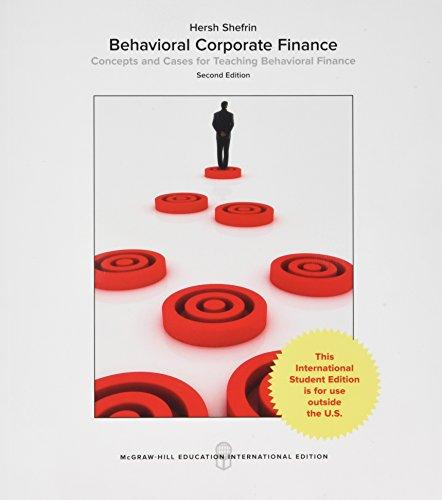 Hersh Shefrin
Behavioral Corporate Finance
Concepts and Cases for Teaching Behavioral Finance
Second Edition
This
International
Student Edition
is for use
outside
the U.S.
McGRAW-HILL EDUCATION INTERNATIONAL EDITION